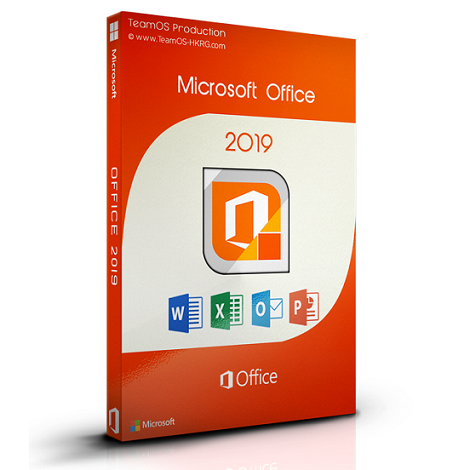 TeamOS Production
© www.TeamOS-HKRG.com
Microsoft Office
2019
W
X
O
P
Office
Microsoft
OFFICE 2019
Microsoft